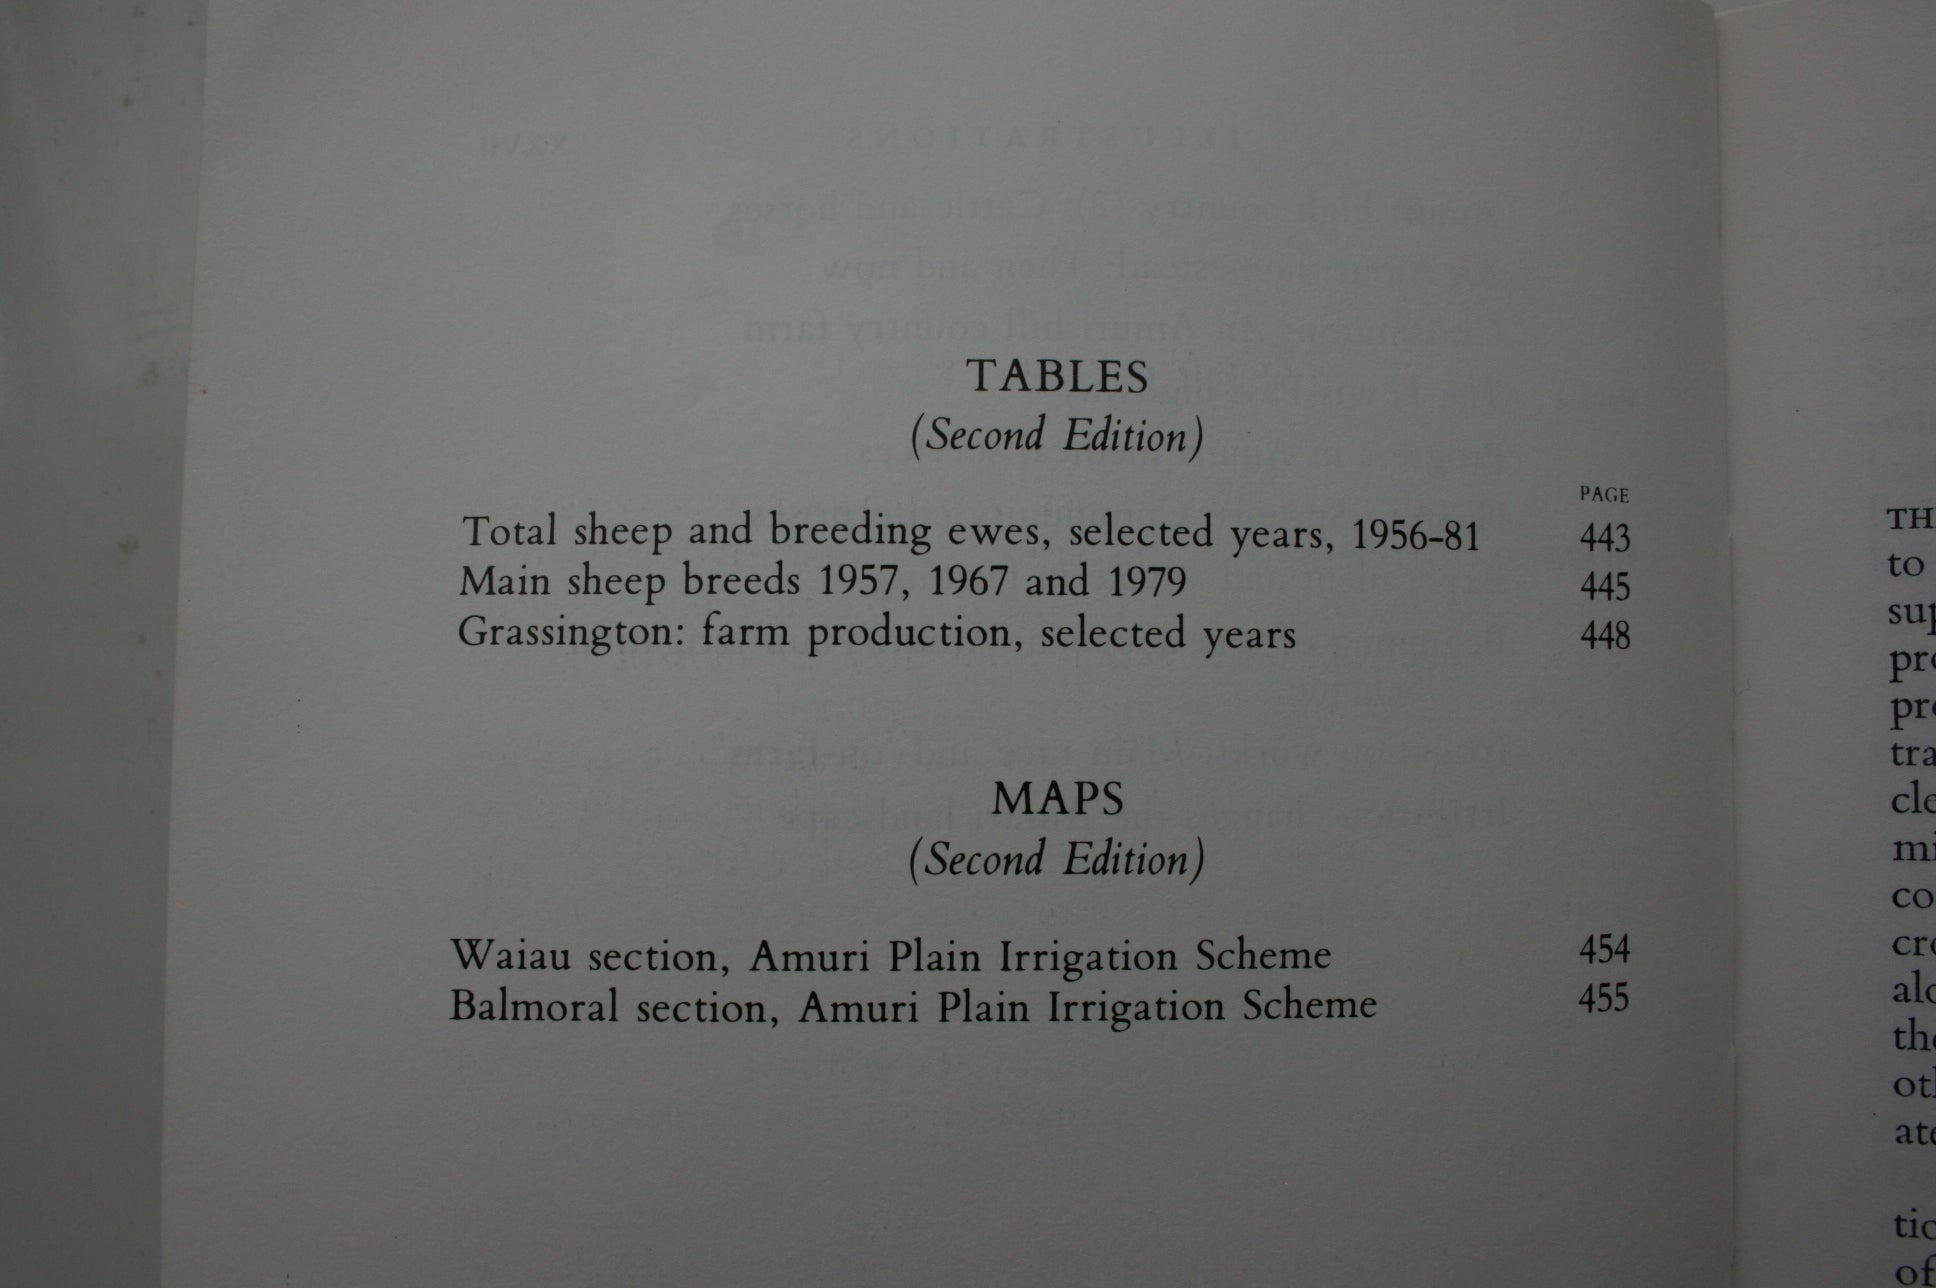 TABLES
(Second Edition)
PAGE
Total sheep and breeding ewes, selected years, 1956-81 443
Main sheep breeds 1957, 1967 and 1979 445
Grassington: farm production, selected years 448
MAPS
(Second Edition)
Waiau section, Amuri Plain Irrigation Scheme 454
Balmoral section, Amuri Plain Irrigation Scheme 455
TH
to